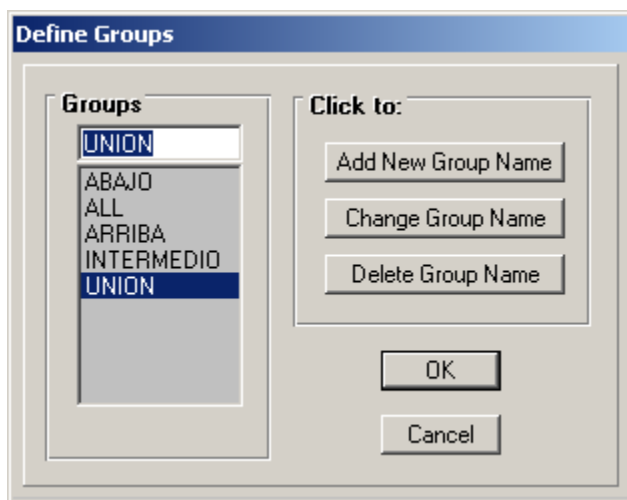 Define Groups
Groups
UNION
ABAJO
ALL
ARRIBA
INTERMEDIO
UNION
Click to:
Add New Group Name
Change Group Name
Delete Group Name
OK
Cancel